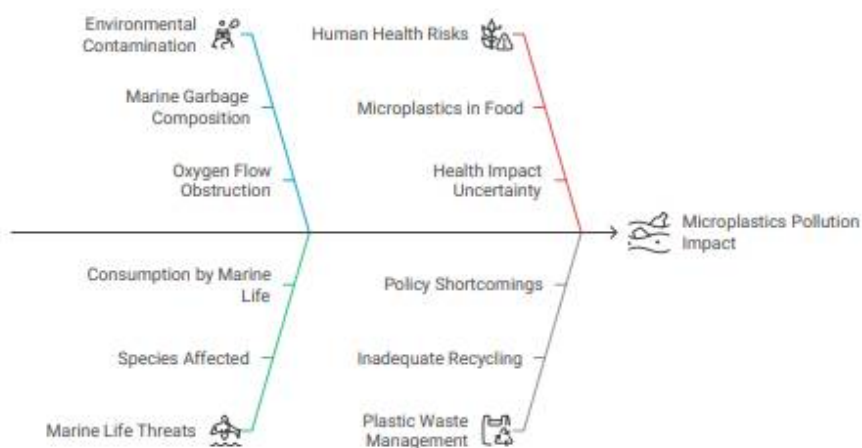 Environmental
Contamination
Human Health Risks
Marine Garbage
Composition
Microplastics in Food
Oxygen Flow
Obstruction
Health Impact
Uncertainty
Microplastics Pollution
Impact
Consumption by Marine
Life
Policy Shortcomings
Species Affected
Inadequate Recycling
Marine Life Threats
Plastic Waste
Management